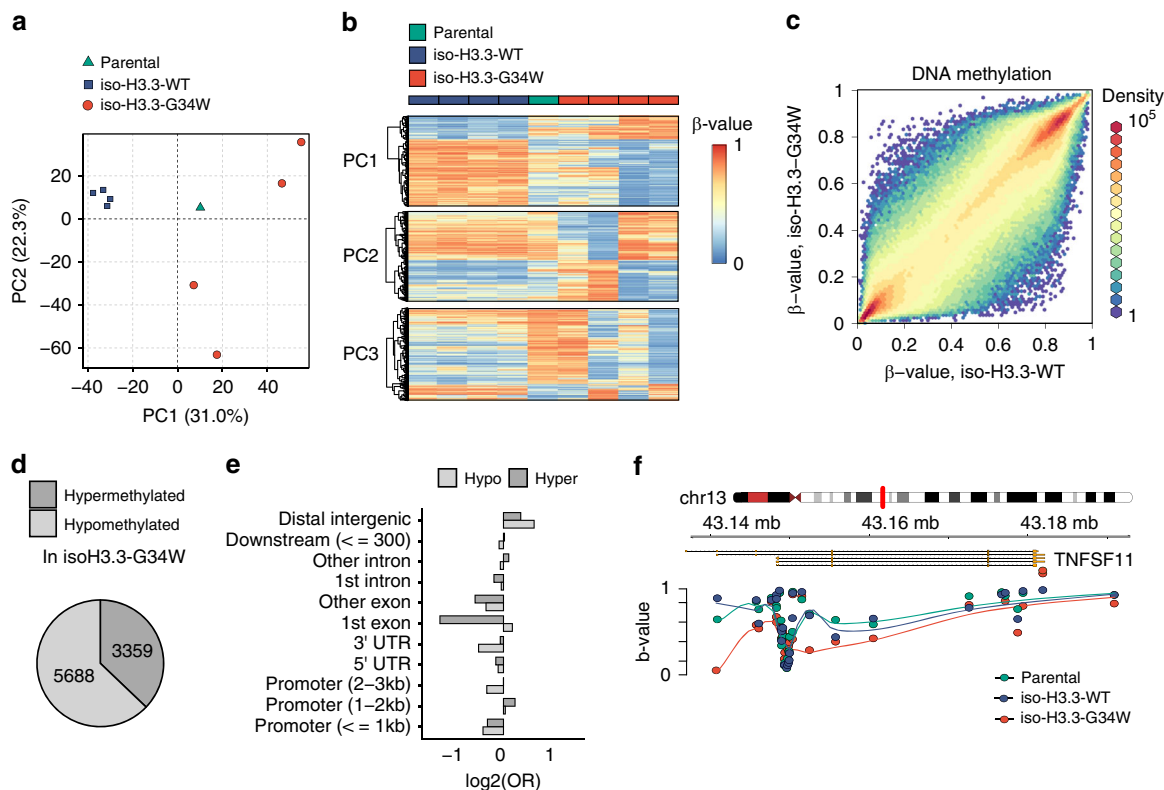 a
Parental
iso-H3.3-WT
iso-H3.3-G34W
PC2 (22.3%)
20
0
−20
−40
−60
−40
−20
0
20
40
PC1 (31.0%)
b
Parental
iso-H3.3-WT
iso-H3.3-G34W
PC1
PC2
PC3
β-value
1
0
c
DNA methylation
β−value, iso-H3.3−G34W
1
0.8
0.6
0.4
0.2
0
0
0.2
0.4
0.6
0.8
1
β−value, iso-H3.3-WT
Density
10^5
1
d
Hypermethylated
Hypomethylated
In isoH3.3-G34W
3359
5688
e
Hypo
Hyper
Distal intergenic
Downstream (< = 300)
Other intron
1st intron
Other exon
1st exon
3' UTR
5' UTR
Promoter (2–3kb)
Promoter (1–2kb)
Promoter (< = 1kb)
−1
0
1
log2(OR)
f
chr13
43.14 mb
43.16 mb
43.18 mb
TNFSF11
b-value
1
0
Parental
iso-H3.3-WT
iso-H3.3-G34W